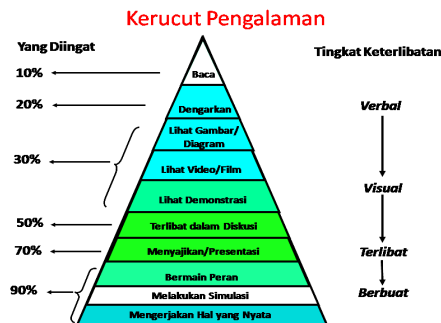 Kerucut Pengalaman
Yang Diingat
Tingkat Keterlibatan
10%
Baca
20%
Dengarkan
Verbal
Lihat Gambar/
Diagram
30%
Lihat Video/Film
Visual
Lihat Demonstrasi
50%
Terlibat dalam Diskusi
70%
Menyajikan/Presentasi
Terlibat
Bermain Peran
90%
Melakukan Simulasi
Berbuat
Mengerjakan Hal yang Nyata